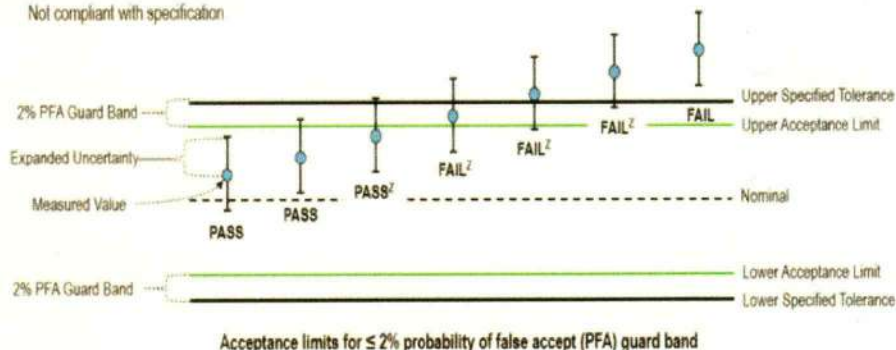 Not compliant with specification
2% PFA Guard Band
Upper Specified Tolerance
Upper Acceptance Limit
Expanded Uncertainty
Measured Value
Nominal
PASS
PASS
PASSᶻ
FAILᶻ
FAILᶻ
FAILᶻ
FAIL
2% PFA Guard Band
Lower Acceptance Limit
Lower Specified Tolerance
Acceptance limits for ≤ 2% probability of false accept (PFA) guard band